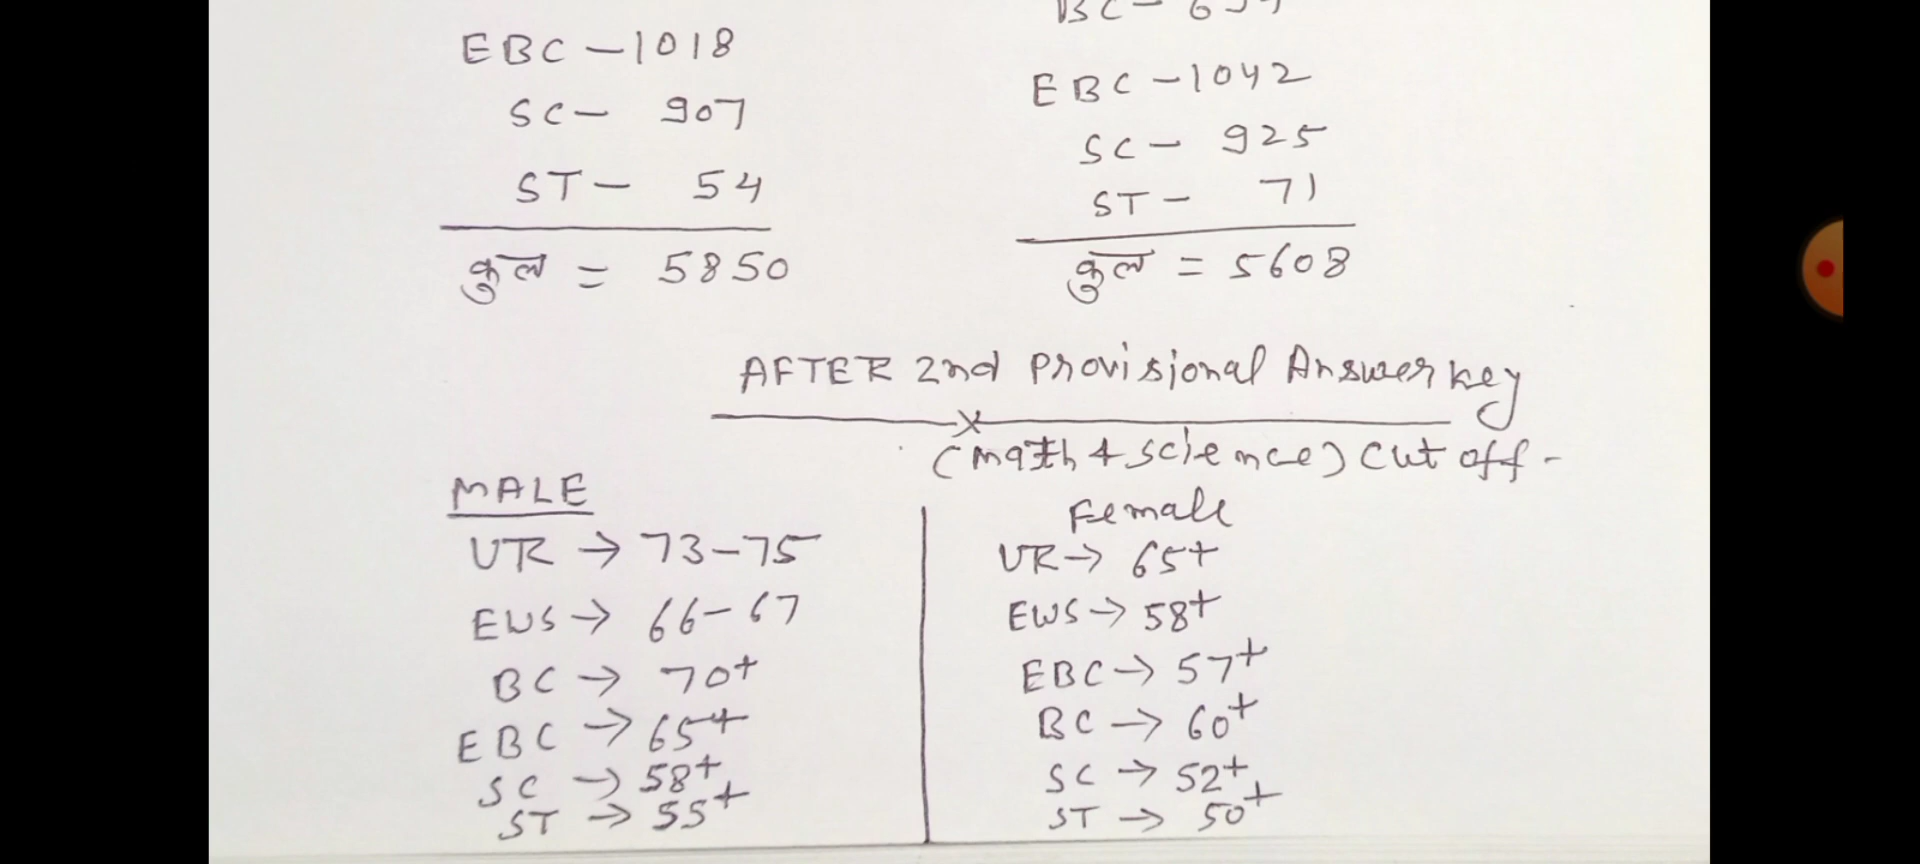 EBC - 1018
SC - 907
ST - 54
कुल = 5850
BC -
EBC - 1042
SC - 925
ST - 71
कुल = 5608
AFTER 2nd Provisional Answer key
(math + science) cut off -
MALE
UR → 73-75
EWS → 66-67
BC → 70+
EBC → 65+
SC → 58+
ST → 55+
Female
UR → 65+
EWS → 58+
EBC → 57+
BC → 60+
SC → 52+
ST → 50+